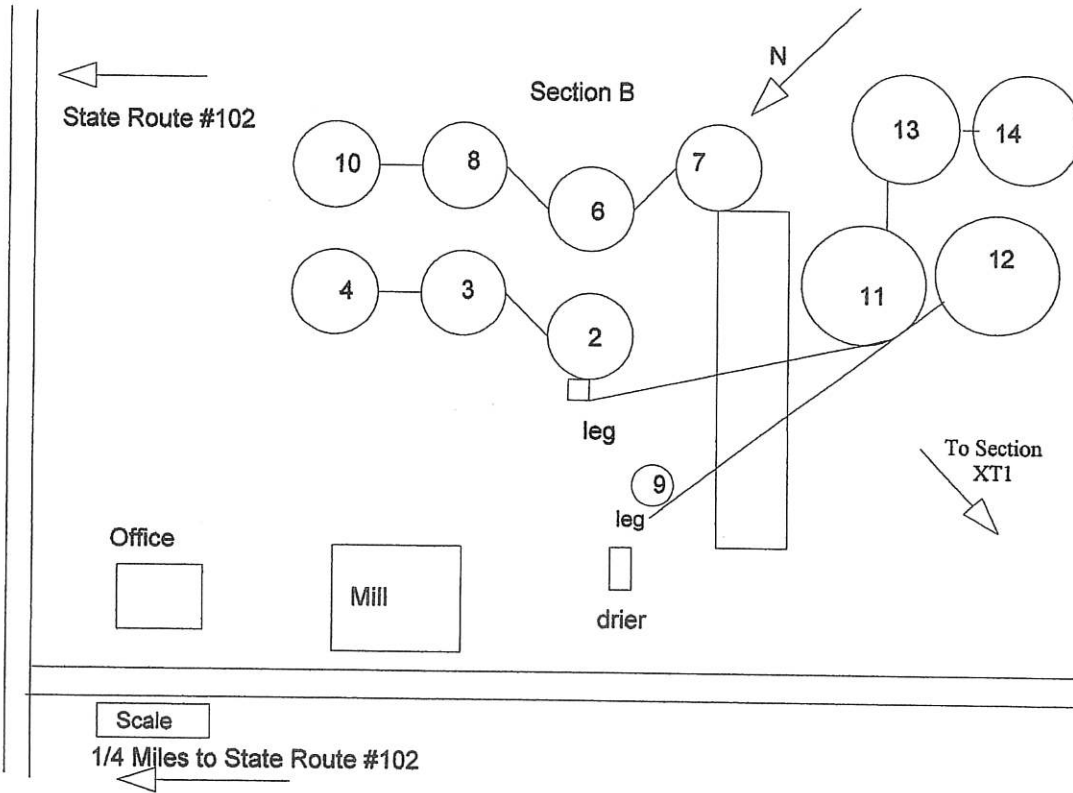 N
State Route #102
Section B
13
14
10
8
7
6
12
4
3
11
2
leg
To Section
XT1
9
leg
Office
Mill
drier
Scale
1/4 Miles to State Route #102